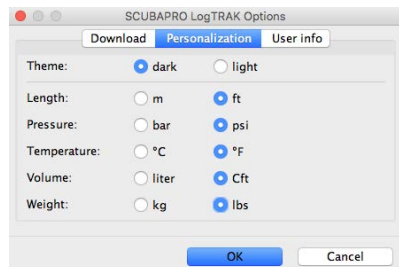 SCUBAPRO LogTRAK Options
Download Personalization User info
Theme: dark light
Length: m ft
Pressure: bar psi
Temperature: °C °F
Volume: liter Cft
Weight: kg lbs
OK Cancel